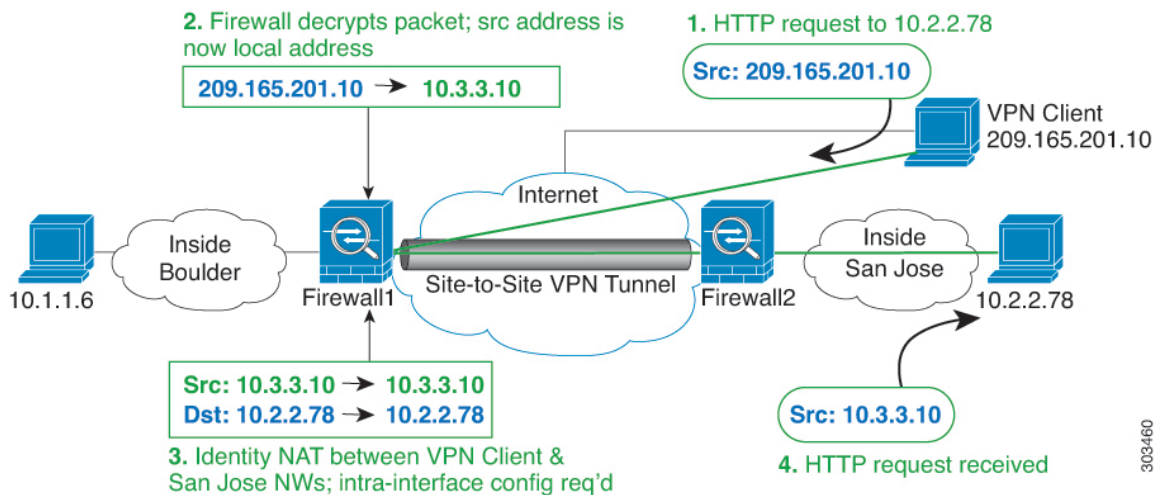 2. Firewall decrypts packet; src address is
now local address
209.165.201.10 → 10.3.3.10
1. HTTP request to 10.2.2.78
Src: 209.165.201.10
VPN Client
209.165.201.10
Internet
Inside
Boulder
10.1.1.6
Firewall1
Site-to-Site VPN Tunnel
Firewall2
Inside
San Jose
10.2.2.78
Src: 10.3.3.10 → 10.3.3.10
Dst: 10.2.2.78 → 10.2.2.78
3. Identity NAT between VPN Client &
San Jose NWs; intra-interface config req'd
Src: 10.3.3.10
4. HTTP request received
303460